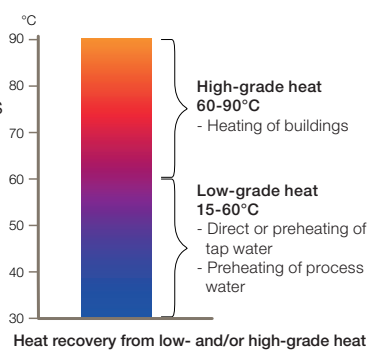 °C
90
80
70
60
50
40
30
s
High-grade heat
60-90°C
- Heating of buildings
Low-grade heat
15-60°C
- Direct or preheating of
tap water
- Preheating of process
water
Heat recovery from low- and/or high-grade heat